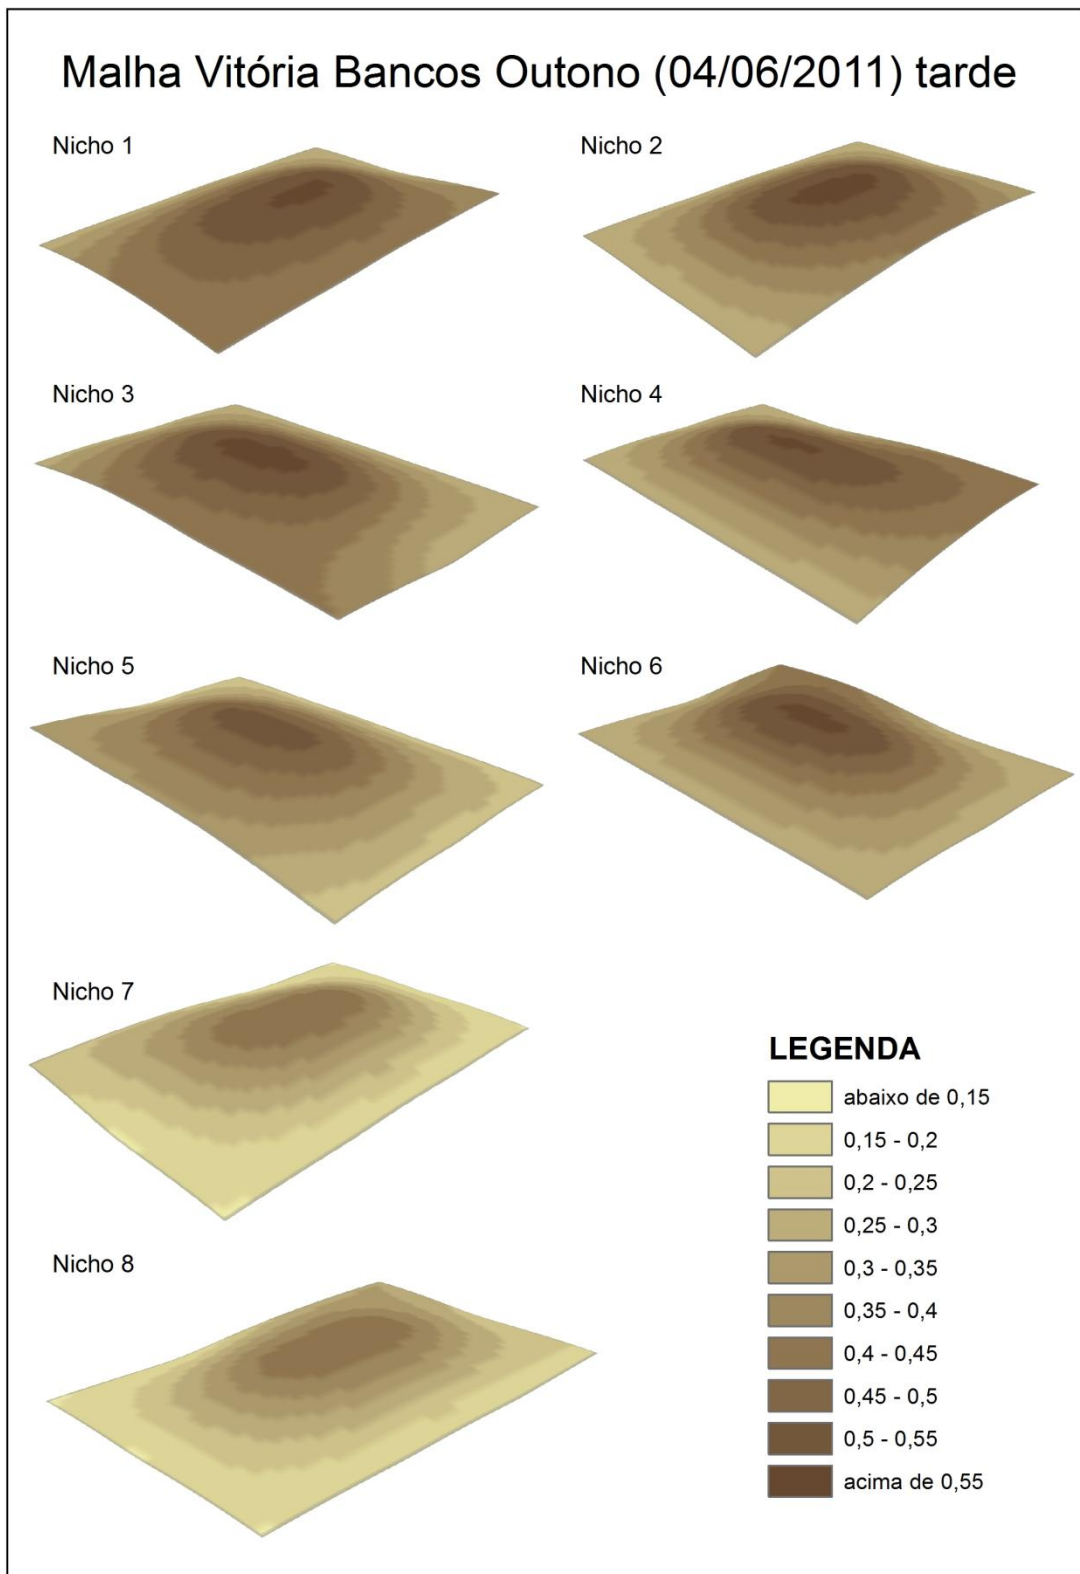 Malha Vitória Bancos Outono (04/06/2011) tarde
Nicho 1
Nicho 2
Nicho 3
Nicho 4
Nicho 5
Nicho 6
Nicho 7
Nicho 8
LEGENDA
abaixo de 0,15
0,15 - 0,2
0,2 - 0,25
0,25 - 0,3
0,3 - 0,35
0,35 - 0,4
0,4 - 0,45
0,45 - 0,5
0,5 - 0,55
acima de 0,55